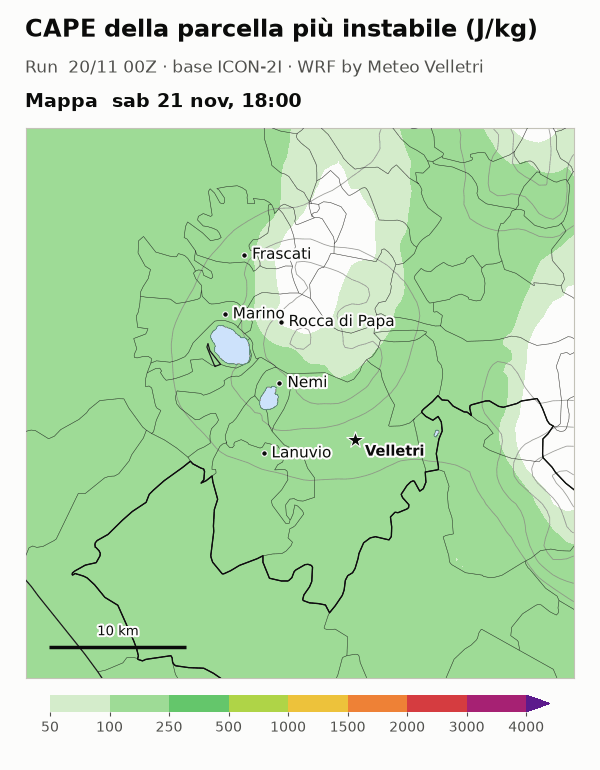 CAPE della parcella più instabile (J/kg)
Run  20/11 00Z · base ICON-2I · WRF by Meteo Velletri
Mappa  sab 21 nov, 18:00
Frascati
Marino
Rocca di Papa
Nemi
Velletri
Lanuvio
10 km
50 100 250 500 1000 1500 2000 3000 4000